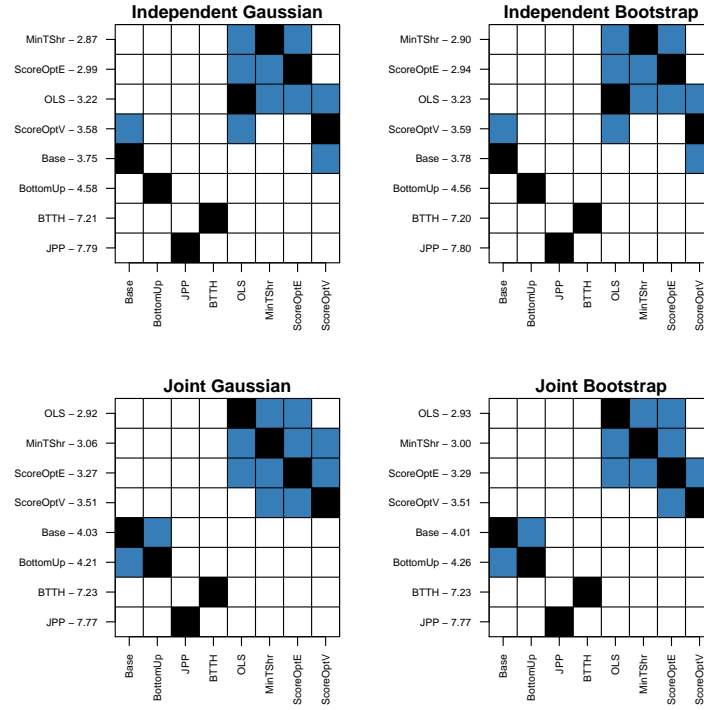 Independent Gaussian
MinTShr − 2.87
ScoreOptE − 2.99
OLS − 3.22
ScoreOptV − 3.58
Base − 3.75
BottomUp − 4.58
BTTH − 7.21
JPP − 7.79
Base
BottomUp
JPP
BTTH
OLS
MinTShr
ScoreOptE
ScoreOptV
Independent Bootstrap
MinTShr − 2.90
ScoreOptE − 2.94
OLS − 3.23
ScoreOptV − 3.59
Base − 3.78
BottomUp − 4.56
BTTH − 7.20
JPP − 7.80
Base
BottomUp
JPP
BTTH
OLS
MinTShr
ScoreOptE
ScoreOptV
Joint Gaussian
OLS − 2.92
MinTShr − 3.06
ScoreOptE − 3.27
ScoreOptV − 3.51
Base − 4.03
BottomUp − 4.21
BTTH − 7.23
JPP − 7.77
Base
BottomUp
JPP
BTTH
OLS
MinTShr
ScoreOptE
ScoreOptV
Joint Bootstrap
OLS − 2.93
MinTShr − 3.00
ScoreOptE − 3.29
ScoreOptV − 3.51
Base − 4.01
BottomUp − 4.26
BTTH − 7.23
JPP − 7.77
Base
BottomUp
JPP
BTTH
OLS
MinTShr
ScoreOptE
ScoreOptV